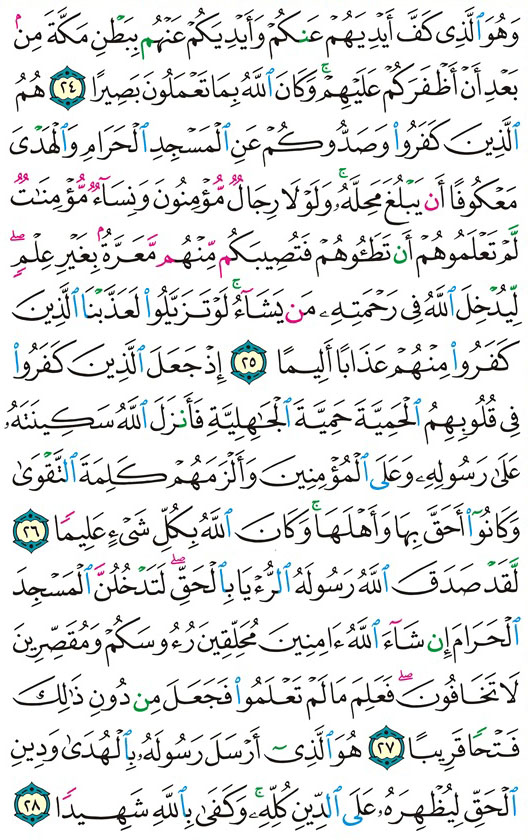 وَهُوَ ٱلَّذِى كَفَّ أَيْدِيَهُمْ عَنكُمْ وَأَيْدِيَكُمْ عَنْهُم بِبَطْنِ مَكَّةَ مِنۢ
بَعْدِ أَنْ أَظْفَرَكُمْ عَلَيْهِمْ ۚ وَكَانَ ٱللَّهُ بِمَا تَعْمَلُونَ بَصِيرًا ٢٤ هُمُ
ٱلَّذِينَ كَفَرُوا۟ وَصَدُّوكُمْ عَنِ ٱلْمَسْجِدِ ٱلْحَرَامِ وَٱلْهَدْىَ
مَعْكُوفًا أَن يَبْلُغَ مَحِلَّهُۥ ۚ وَلَوْلَا رِجَالٌ مُّؤْمِنُونَ وَنِسَآءٌ مُّؤْمِنَـٰتٌ
لَّمْ تَعْلَمُوهُمْ أَن تَطَـُٔوهُمْ فَتُصِيبَكُم مِّنْهُم مَّعَرَّةٌۢ بِغَيْرِ عِلْمٍ ۖ
لِّيُدْخِلَ ٱللَّهُ فِى رَحْمَتِهِۦ مَن يَشَآءُ ۚ لَوْ تَزَيَّلُوا۟ لَعَذَّبْنَا ٱلَّذِينَ
كَفَرُوا۟ مِنْهُمْ عَذَابًا أَلِيمًا ٢٥ إِذْ جَعَلَ ٱلَّذِينَ كَفَرُوا۟
فِى قُلُوبِهِمُ ٱلْحَمِيَّةَ حَمِيَّةَ ٱلْجَـٰهِلِيَّةِ فَأَنزَلَ ٱللَّهُ سَكِينَتَهُۥ
عَلَىٰ رَسُولِهِۦ وَعَلَى ٱلْمُؤْمِنِينَ وَأَلْزَمَهُمْ كَلِمَةَ ٱلتَّقْوَىٰ
وَكَانُوٓا۟ أَحَقَّ بِهَا وَأَهْلَهَا ۚ وَكَانَ ٱللَّهُ بِكُلِّ شَىْءٍ عَلِيمًا ٢٦
لَّقَدْ صَدَقَ ٱللَّهُ رَسُولَهُ ٱلرُّءْيَا بِٱلْحَقِّ ۖ لَتَدْخُلُنَّ ٱلْمَسْجِدَ
ٱلْحَرَامَ إِن شَآءَ ٱللَّهُ ءَامِنِينَ مُحَلِّقِينَ رُءُوسَكُمْ وَمُقَصِّرِينَ
لَا تَخَافُونَ ۖ فَعَلِمَ مَا لَمْ تَعْلَمُوا۟ فَجَعَلَ مِن دُونِ ذَٰلِكَ
فَتْحًا قَرِيبًا ٢٧ هُوَ ٱلَّذِىٓ أَرْسَلَ رَسُولَهُۥ بِٱلْهُدَىٰ وَدِينِ
ٱلْحَقِّ لِيُظْهِرَهُۥ عَلَى ٱلدِّينِ كُلِّهِۦ ۚ وَكَفَىٰ بِٱللَّهِ شَهِيدًا ٢٨